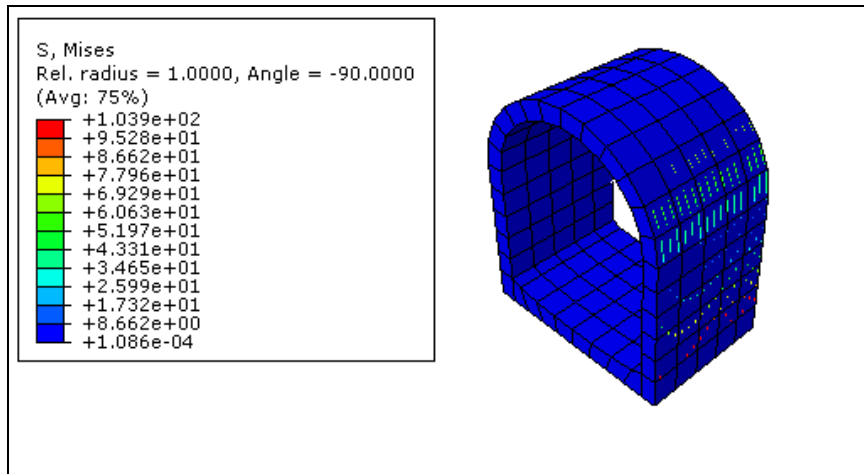 S, Mises
Rel. radius = 1.0000, Angle = -90.0000
(Avg: 75%)
+1.039e+02
+9.528e+01
+8.662e+01
+7.796e+01
+6.929e+01
+6.063e+01
+5.197e+01
+4.331e+01
+3.465e+01
+2.599e+01
+1.732e+01
+8.662e+00
+1.086e-04